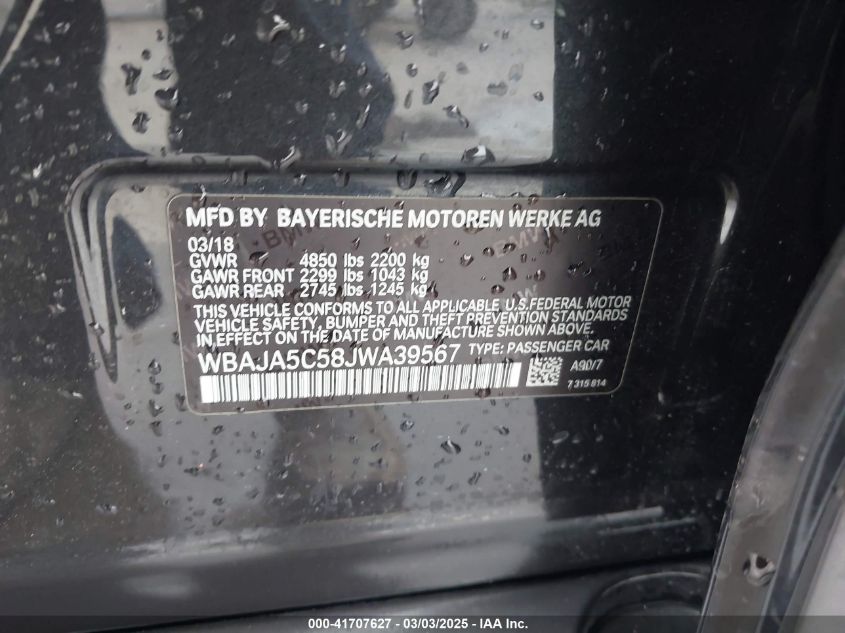 MFD BY BAYERISCHE MOTOREN WERKE AG
03/18
GVWR 4850 lbs 2200 kg
GAWR FRONT 2299 lbs 1043 kg
GAWR REAR 2745 lbs 1245 kg
THIS VEHICLE CONFORMS TO ALL APPLICABLE U.S.FEDERAL MOTOR
VEHICLE SAFETY, BUMPER AND THEFT PREVENTION STANDARDS
IN EFFECT ON THE DATE OF MANUFACTURE SHOWN ABOVE.
WBAJA5C58JWA39567 TYPE: PASSENGER CAR
A90/7
7315814
000-41707627 / 03/03/2025 - IAA Inc.